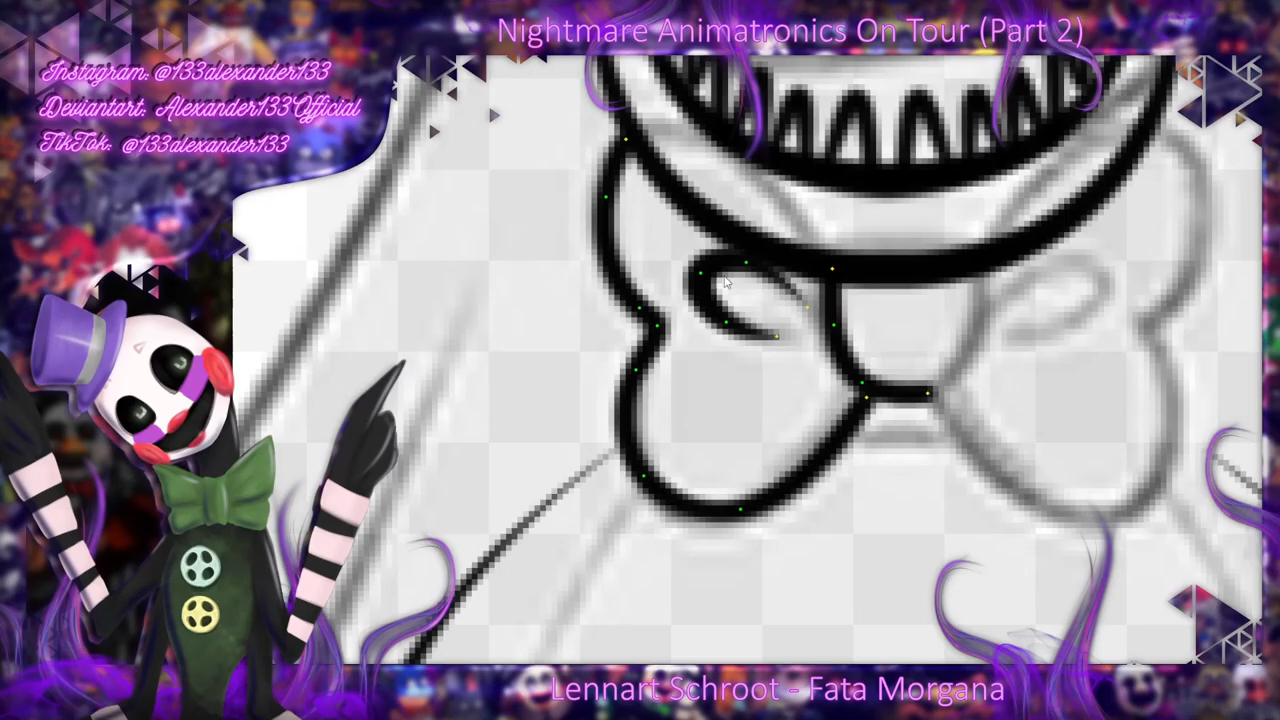 Nightmare Animatronics On Tour (Part 2)
Instagram: @133alexander133
Deviantart: Alexander133Official
TikTok: @133alexander133
Lennart Schroot - Fata Morgana